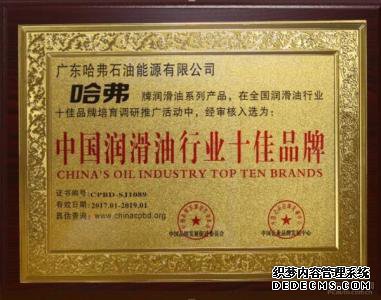 广东哈弗石油能源有限公司
哈弗 牌润滑油系列产品，在全国润滑油行业
十佳品牌培育调研推广活动中，经审核入选为：
中国润滑油行业十佳品牌
CHINA'S OIL INDUSTRY TOP TEN BRANDS
证书编号:CPBD-SJ1089
有效日期:2017.01-2019.01
真伪查询:www.chinacpbd.org
织梦内容管理系统
DEDECMS.COM